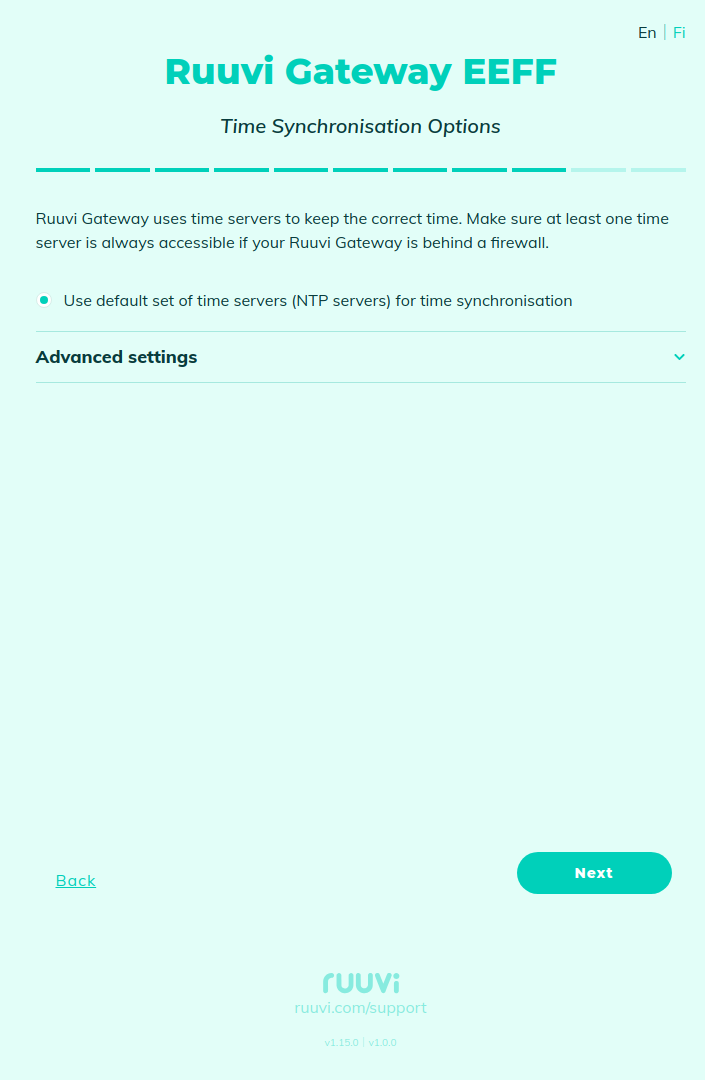 En | Fi
Ruuvi Gateway EEFF
Time Synchronisation Options
Ruuvi Gateway uses time servers to keep the correct time. Make sure at least one time
server is always accessible if your Ruuvi Gateway is behind a firewall.
Use default set of time servers (NTP servers) for time synchronisation
Advanced settings
Back
Next
ruuvi
ruuvi.com/support
v1.15.0 | v1.0.0